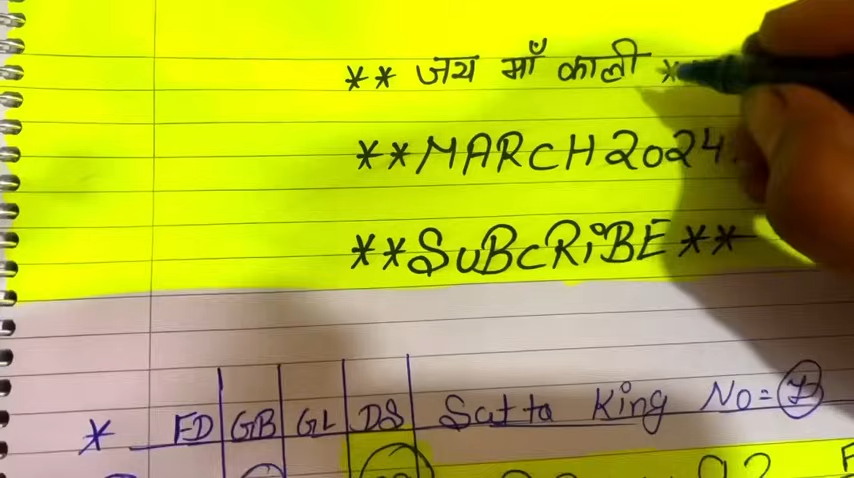 ** जय माँ काली *
**MARCH 2024
**SUBCRIBE**
* FD GB GL DS Satta King No=